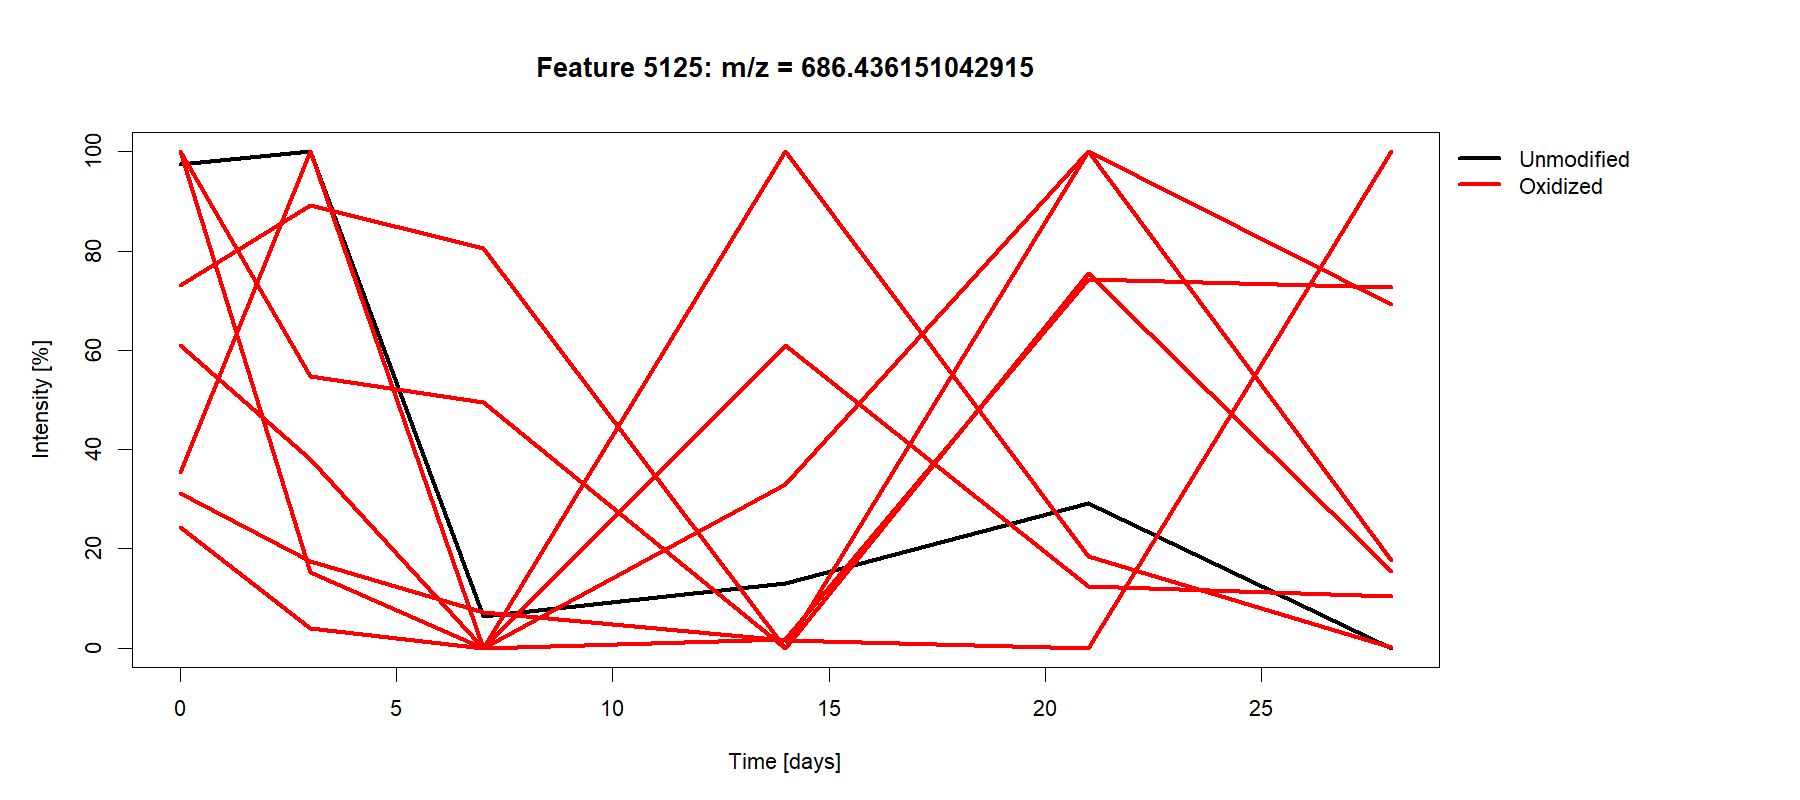 Feature 5125: m/z = 686.436151042915
Unmodified
Oxidized
Intensity [%]
100
80
60
40
20
0
0 5 10 15 20 25
Time [days]